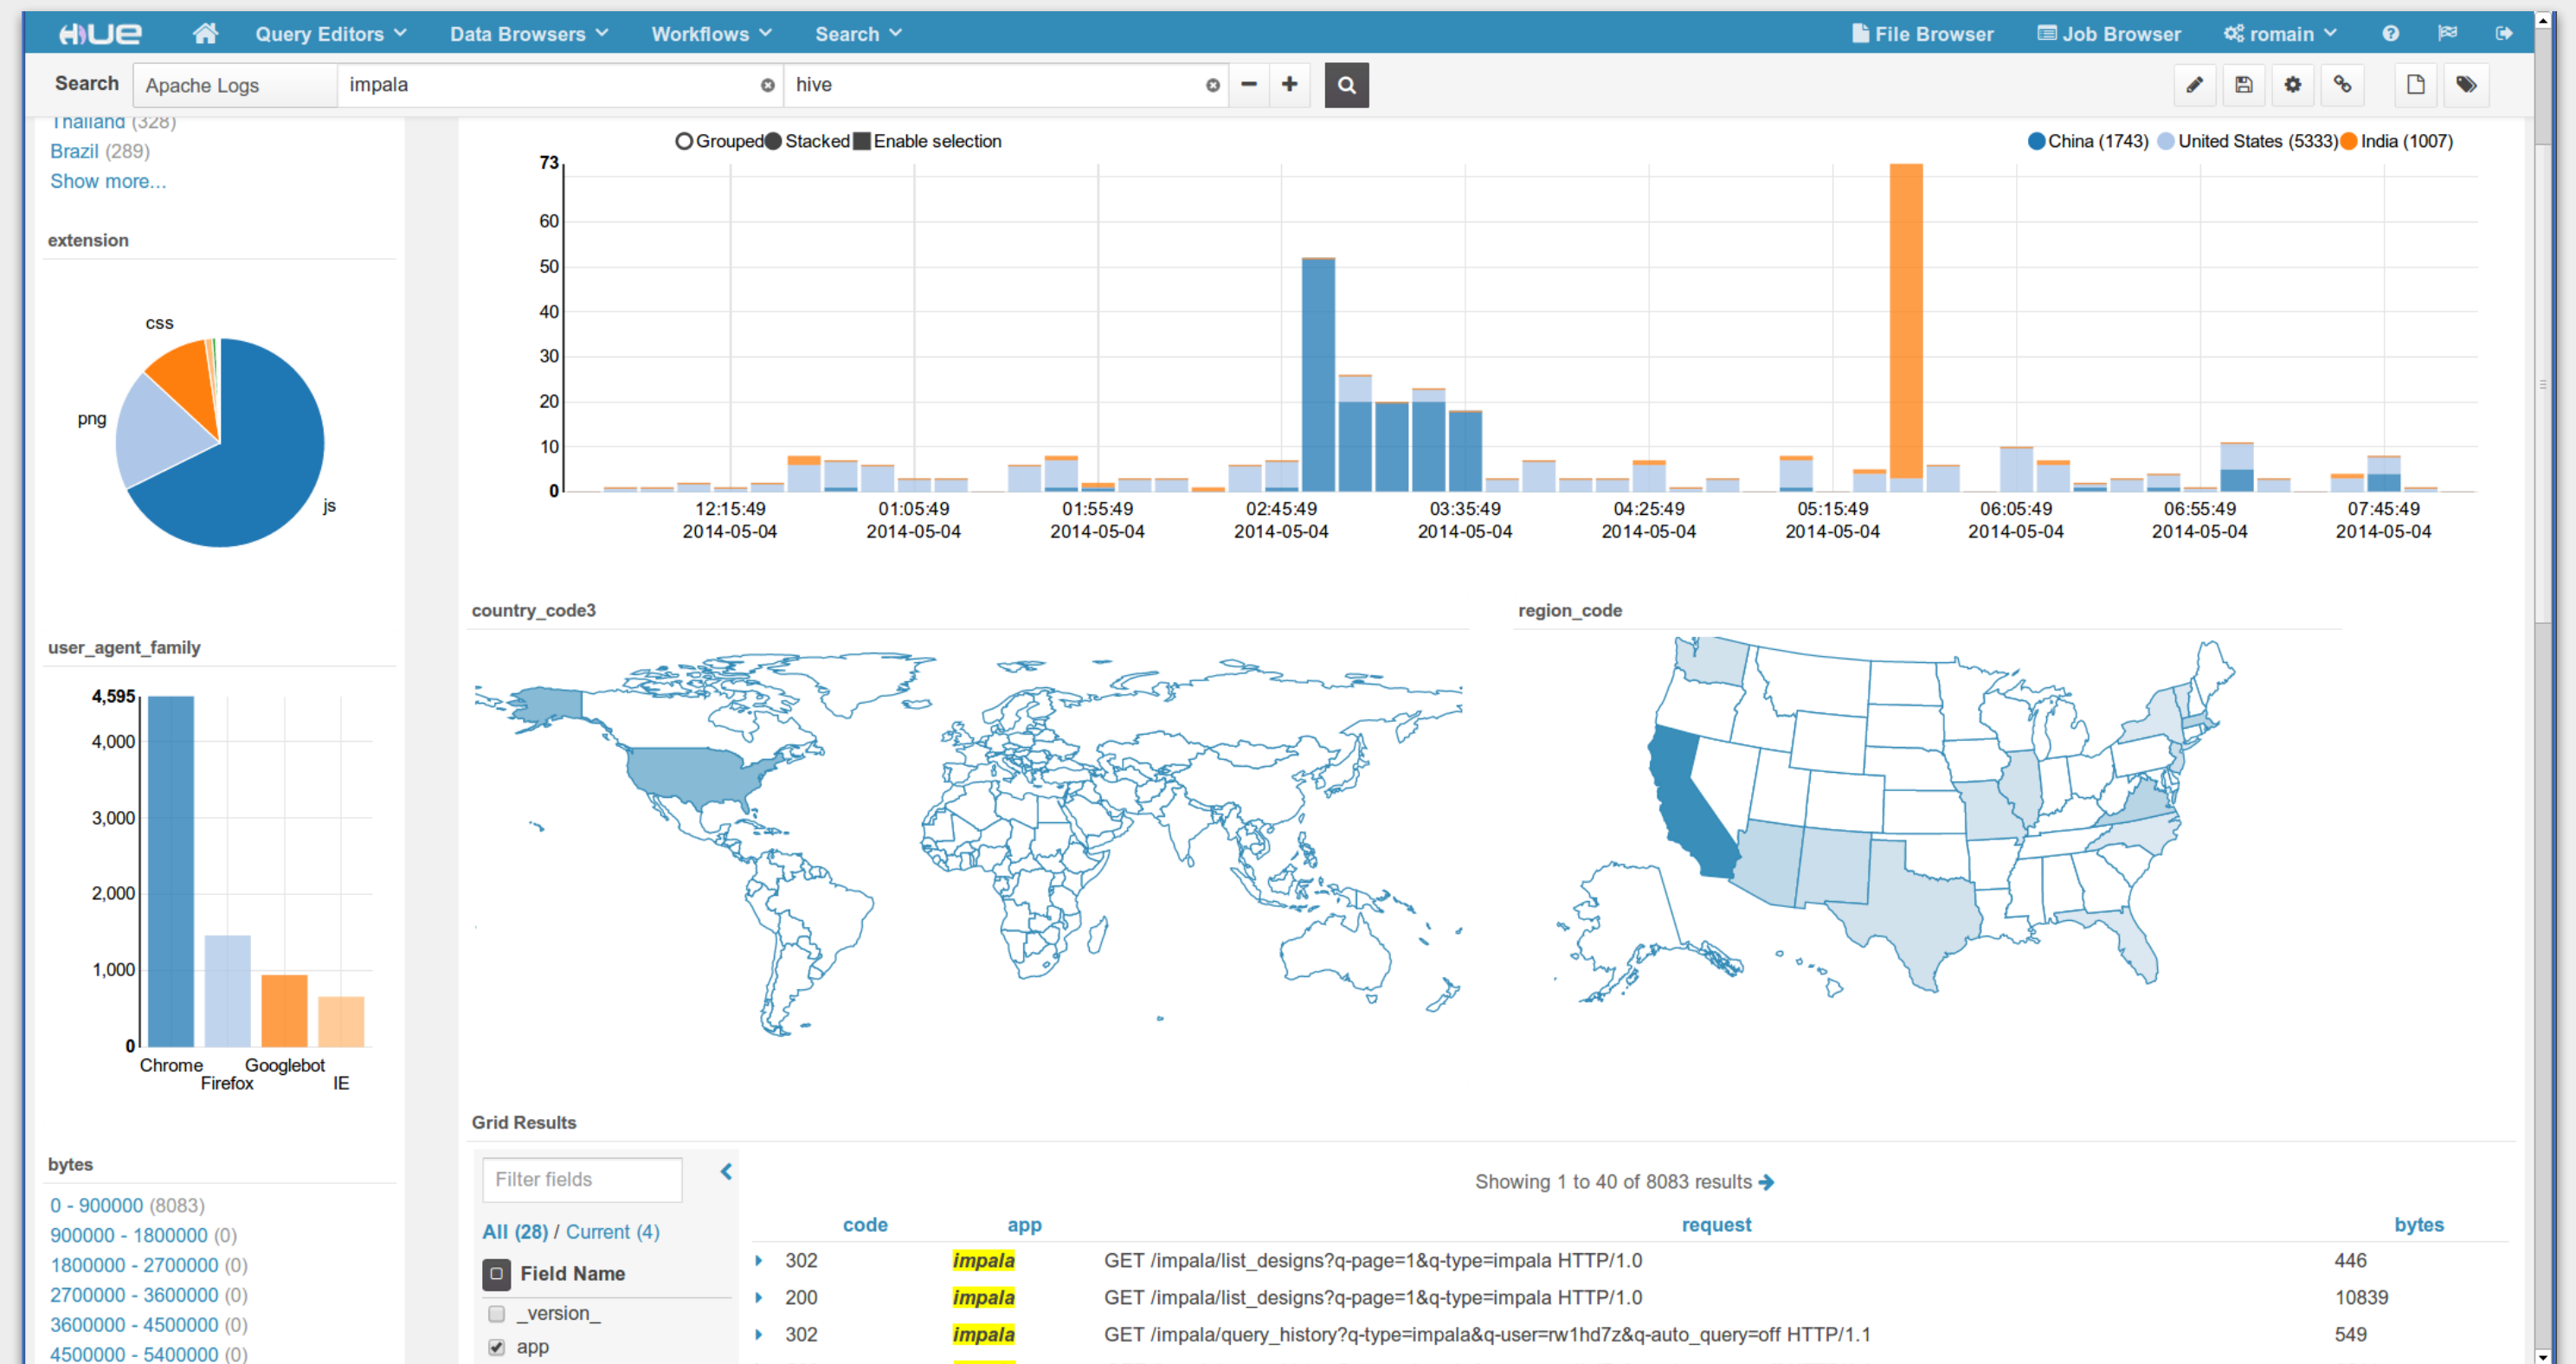 HUE Query Editors Data Browsers Workflows Search File Browser Job Browser romain
Search Apache Logs impala hive
Thailand (328)
Brazil (289)
Show more...
extension
css
png
js
user_agent_family
4,595
4,000
3,000
2,000
1,000
0
Chrome
Firefox
Googlebot
IE
bytes
0 - 900000 (8083)
900000 - 1800000 (0)
1800000 - 2700000 (0)
2700000 - 3600000 (0)
3600000 - 4500000 (0)
4500000 - 5400000 (0)
Grouped Stacked Enable selection
China (1743) United States (5333) India (1007)
73
60
50
40
30
20
10
0
12:15:49 01:05:49 01:55:49 02:45:49 03:35:49 04:25:49 05:15:49 06:05:49 06:55:49 07:45:49
2014-05-04 2014-05-04 2014-05-04 2014-05-04 2014-05-04 2014-05-04 2014-05-04 2014-05-04 2014-05-04 2014-05-04
country_code3
region_code
Grid Results
Filter fields
All (28) / Current (4)
Field Name
_version_
app
Showing 1 to 40 of 8083 results
code app request bytes
302 impala GET /impala/list_designs?q-page=1&q-type=impala HTTP/1.0 446
200 impala GET /impala/list_designs?q-page=1&q-type=impala HTTP/1.0 10839
302 impala GET /impala/query_history?q-type=impala&q-user=rw1hd7z&q-auto_query=off HTTP/1.1 549